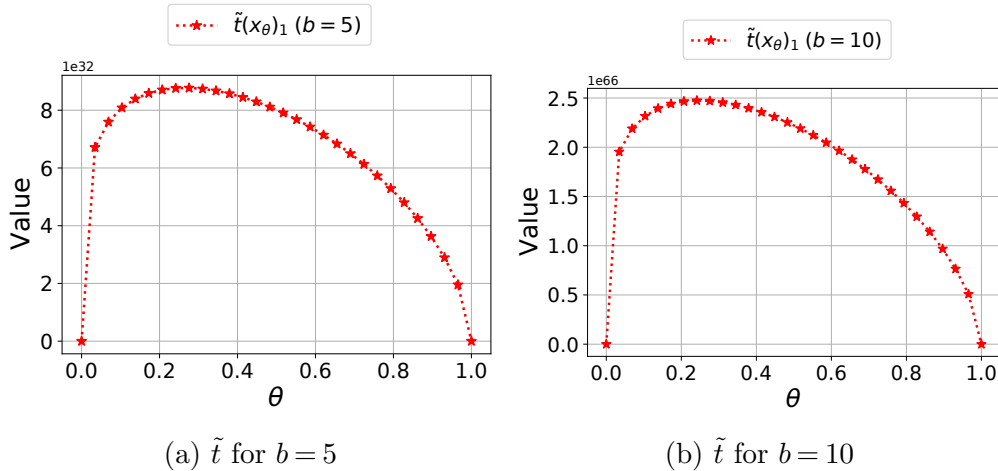 t̃(x_θ)₁ (b = 5)
1e32
8
6
4
2
0
Value
0.0 0.2 0.4 0.6 0.8 1.0
θ
(a) t̃ for b = 5
t̃(x_θ)₁ (b = 10)
1e66
2.5
2.0
1.5
1.0
0.5
0.0
Value
0.0 0.2 0.4 0.6 0.8 1.0
θ
(b) t̃ for b = 10